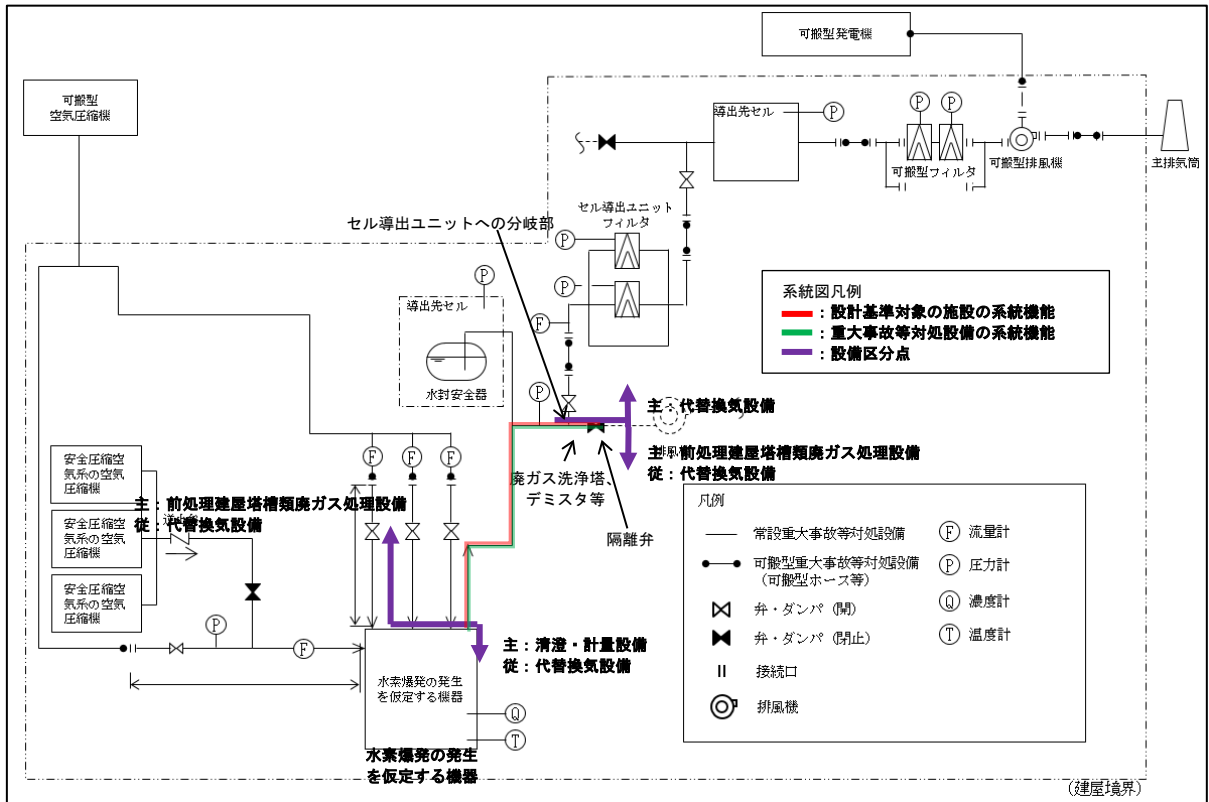 可搬型発電機
可搬型
空気圧縮機
導出先セル
P
P
P
可搬型フィルタ
可搬型排風機
主排気筒
セル導出ユニットへの分岐部
セル導出ユニット
フィルタ
P
P
P
導出先セル
水封安全器
F
P
系統図凡例
：設計基準対象の施設の系統機能
：重大事故等対処設備の系統機能
：設備区分点
主：代替換気設備
主：前処理建屋塔槽類廃ガス処理設備
従：代替換気設備
廃ガス洗浄塔、
デミスタ等
隔離弁
F
F
F
安全圧縮空
気系の空気
圧縮機
安全圧縮空
気系の空気
圧縮機
安全圧縮空
気系の空気
圧縮機
主：前処理建屋塔槽類廃ガス処理設備
従：代替換気設備
P
F
主：清澄・計量設備
従：代替換気設備
水素爆発の発生
を仮定する機器
Q
T
水素爆発の発生
を仮定する機器
凡例
常設重大事故等対処設備
可搬型重大事故等対処設備
（可搬型ホース等）
弁・ダンパ（開）
弁・ダンパ（閉止）
接続口
排風機
F 流量計
P 圧力計
Q 濃度計
T 温度計
（建屋境界）